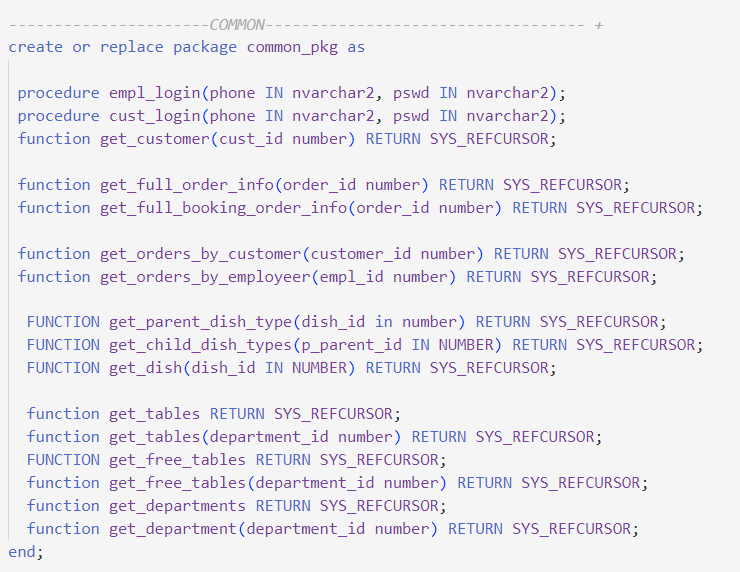 ----------------------COMMON----------------------------------- +
create or replace package common_pkg as
procedure empl_login(phone IN nvarchar2, pswd IN nvarchar2);
procedure cust_login(phone IN nvarchar2, pswd IN nvarchar2);
function get_customer(cust_id number) RETURN SYS_REFCURSOR;
function get_full_order_info(order_id number) RETURN SYS_REFCURSOR;
function get_full_booking_order_info(order_id number) RETURN SYS_REFCURSOR;
function get_orders_by_customer(customer_id number) RETURN SYS_REFCURSOR;
function get_orders_by_employeer(empl_id number) RETURN SYS_REFCURSOR;
FUNCTION get_parent_dish_type(dish_id in number) RETURN SYS_REFCURSOR;
FUNCTION get_child_dish_types(p_parent_id IN NUMBER) RETURN SYS_REFCURSOR;
FUNCTION get_dish(dish_id IN NUMBER) RETURN SYS_REFCURSOR;
function get_tables RETURN SYS_REFCURSOR;
function get_tables(department_id number) RETURN SYS_REFCURSOR;
FUNCTION get_free_tables RETURN SYS_REFCURSOR;
function get_free_tables(department_id number) RETURN SYS_REFCURSOR;
function get_departments RETURN SYS_REFCURSOR;
function get_department(department_id number) RETURN SYS_REFCURSOR;
end;